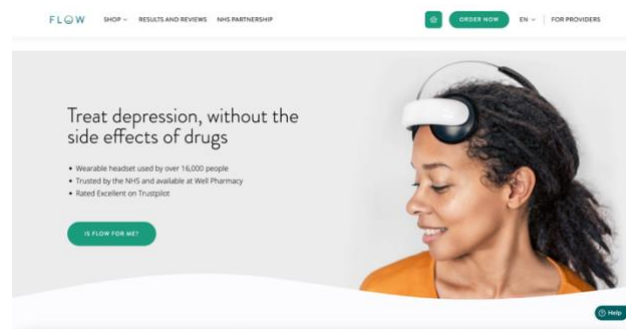 FLOW
SHOP
RESULTS AND REVIEWS
NHS PARTNERSHIP
ORDER NOW
EN
FOR PROVIDERS
Treat depression, without the
side effects of drugs
• Wearable headset used by over 16,000 people
• Trusted by the NHS and available at Well Pharmacy
• Rated Excellent on Trustpilot
IS FLOW FOR ME?
Help